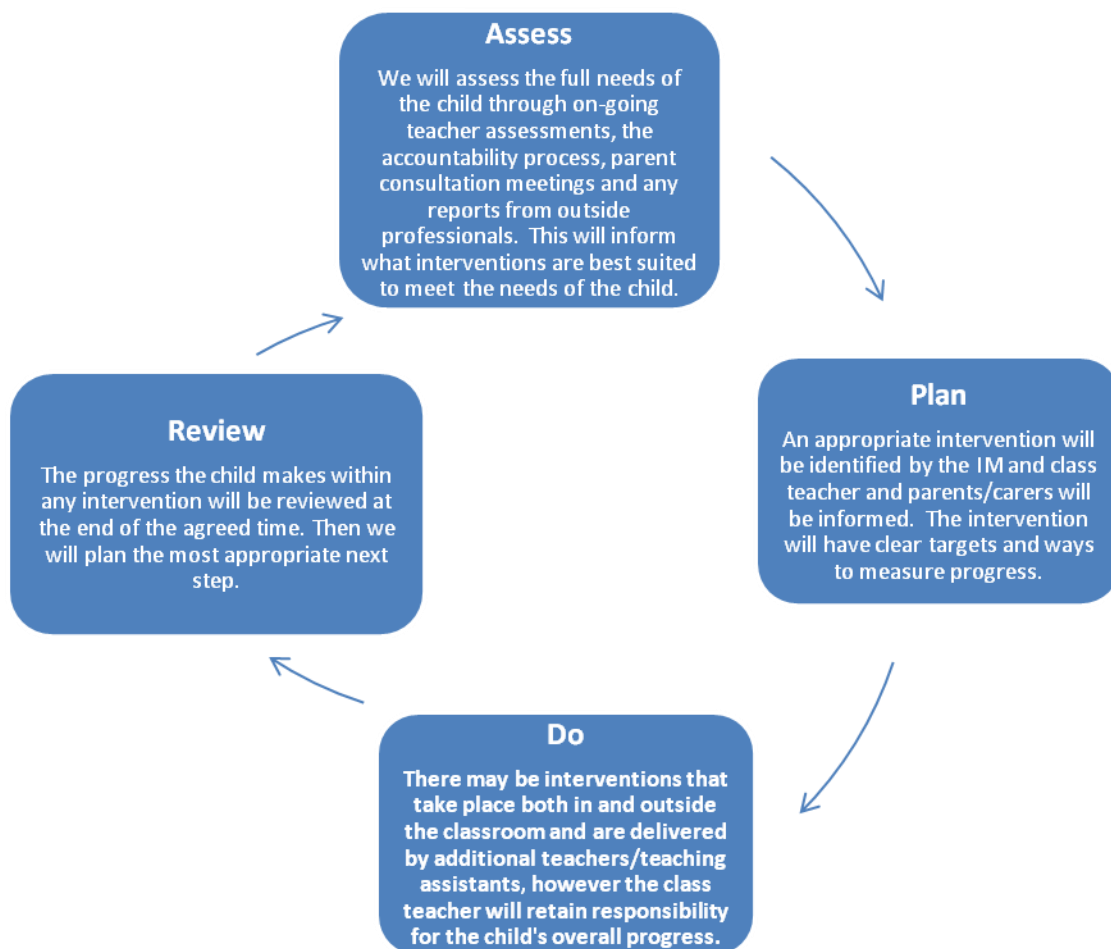 Assess
We will assess the full needs of
the child through on-going
teacher assessments, the
accountability process, parent
consultation meetings and any
reports from outside
professionals.  This will inform
what interventions are best suited
to meet the needs of the child.
Plan
An appropriate intervention will
be identified by the IM and class
teacher and parents/carers will
be informed.  The intervention
will have clear targets and ways
to measure progress.
Do
There may be interventions that
take place both in and outside
the classroom and are delivered
by additional teachers/teaching
assistants, however the class
teacher will retain responsibility
for the child's overall progress.
Review
The progress the child makes within
any intervention will be reviewed at
the end of the agreed time. Then we
will plan the most appropriate next
step.